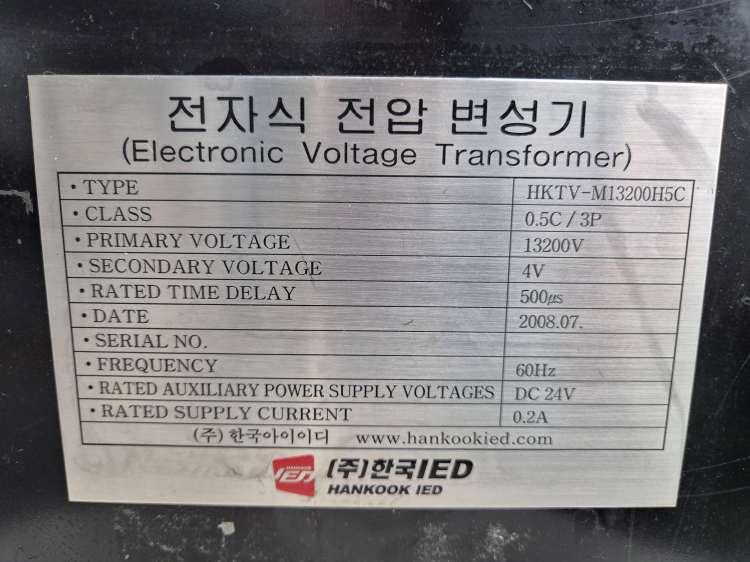 전자식 전압 변성기
(Electronic Voltage Transformer)
· TYPE HKTV-M13200H5C
· CLASS 0.5C / 3P
· PRIMARY VOLTAGE 13200V
· SECONDARY VOLTAGE 4V
· RATED TIME DELAY 500㎲
· DATE 2008.07.
· SERIAL NO.
· FREQUENCY 60Hz
· RATED AUXILIARY POWER SUPPLY VOLTAGES DC 24V
· RATED SUPPLY CURRENT 0.2A
(주) 한국아이이디 www.hankookied.com
HANKOOK IED (주)한국IED
HANKOOK IED